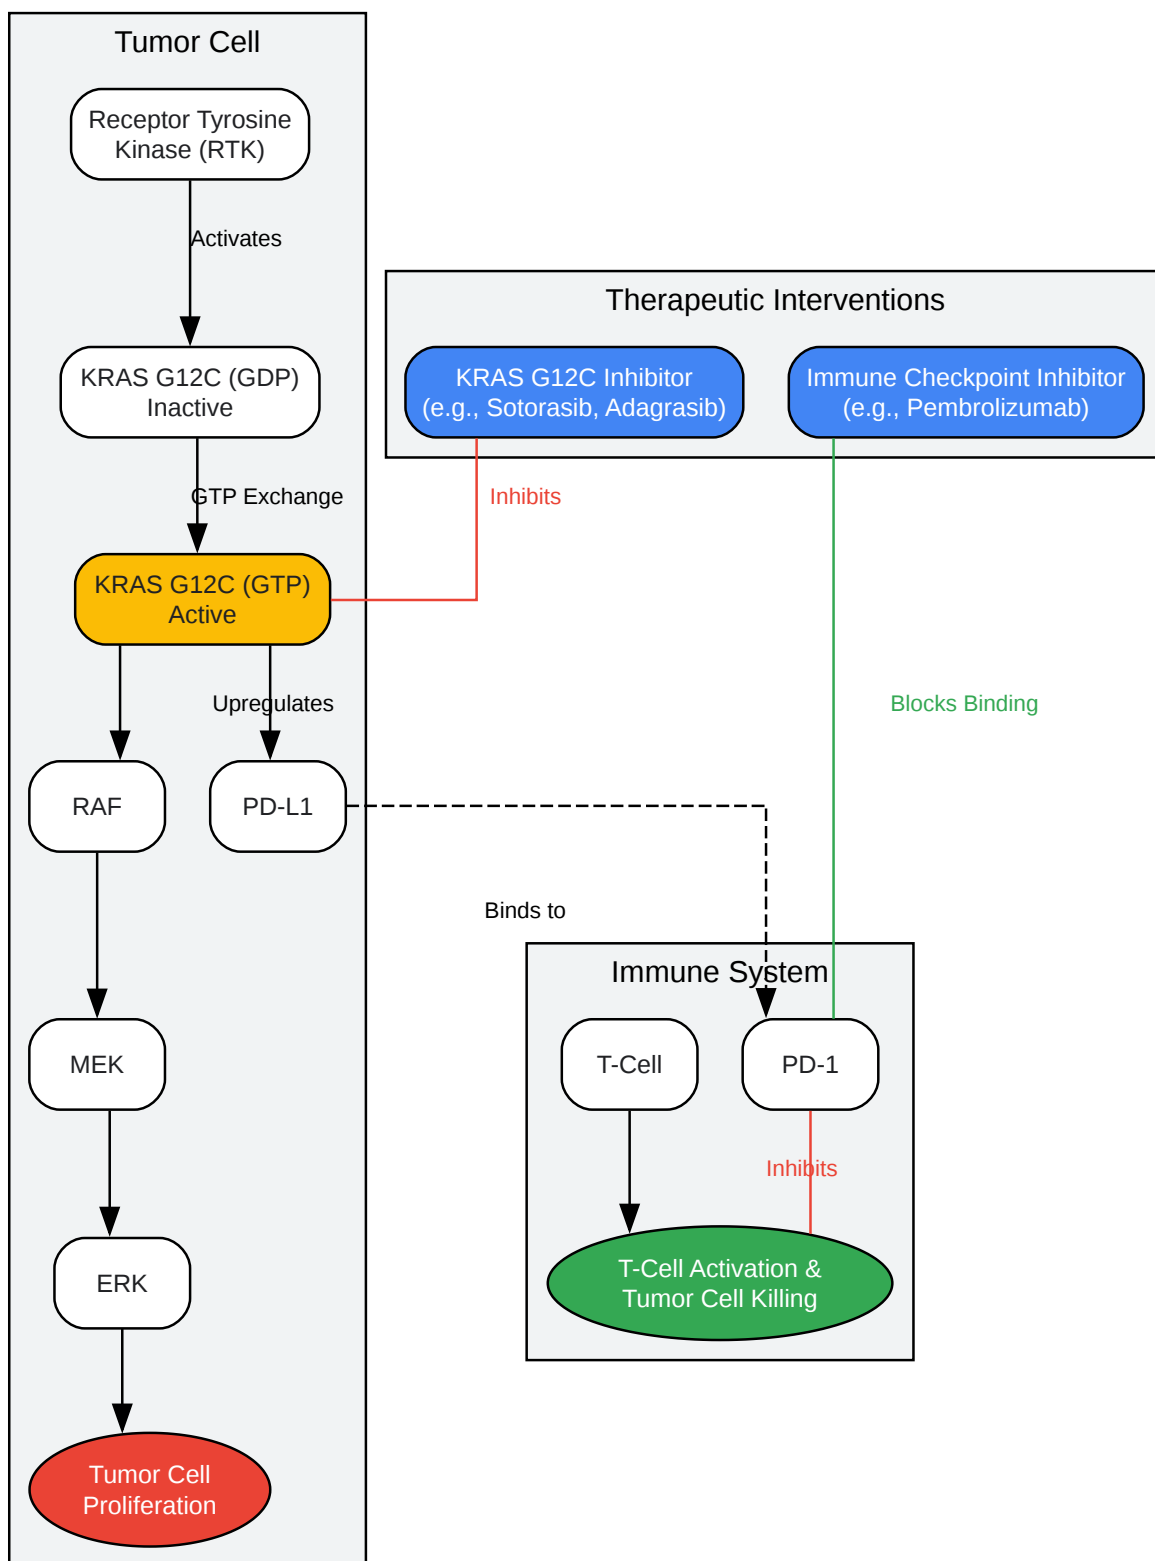 Tumor Cell
Receptor Tyrosine
Kinase (RTK)
Activates
Therapeutic Interventions
KRAS G12C (GDP)
Inactive
KRAS G12C Inhibitor
(e.g., Sotorasib, Adagrasib)
Immune Checkpoint Inhibitor
(e.g., Pembrolizumab)
GTP Exchange
Inhibits
KRAS G12C (GTP)
Active
Upregulates
Blocks Binding
RAF
PD-L1
Binds to
Immune System
MEK
T-Cell
PD-1
Inhibits
ERK
T-Cell Activation &
Tumor Cell Killing
Tumor Cell
Proliferation